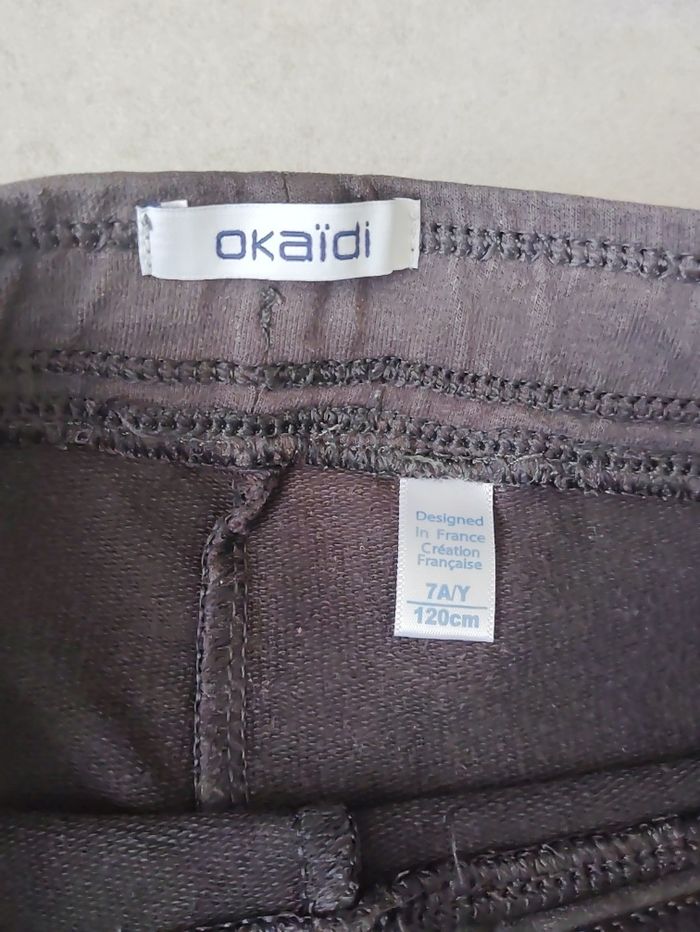 okaïdi
Designed
In France
Création
Française
7A/Y
120cm